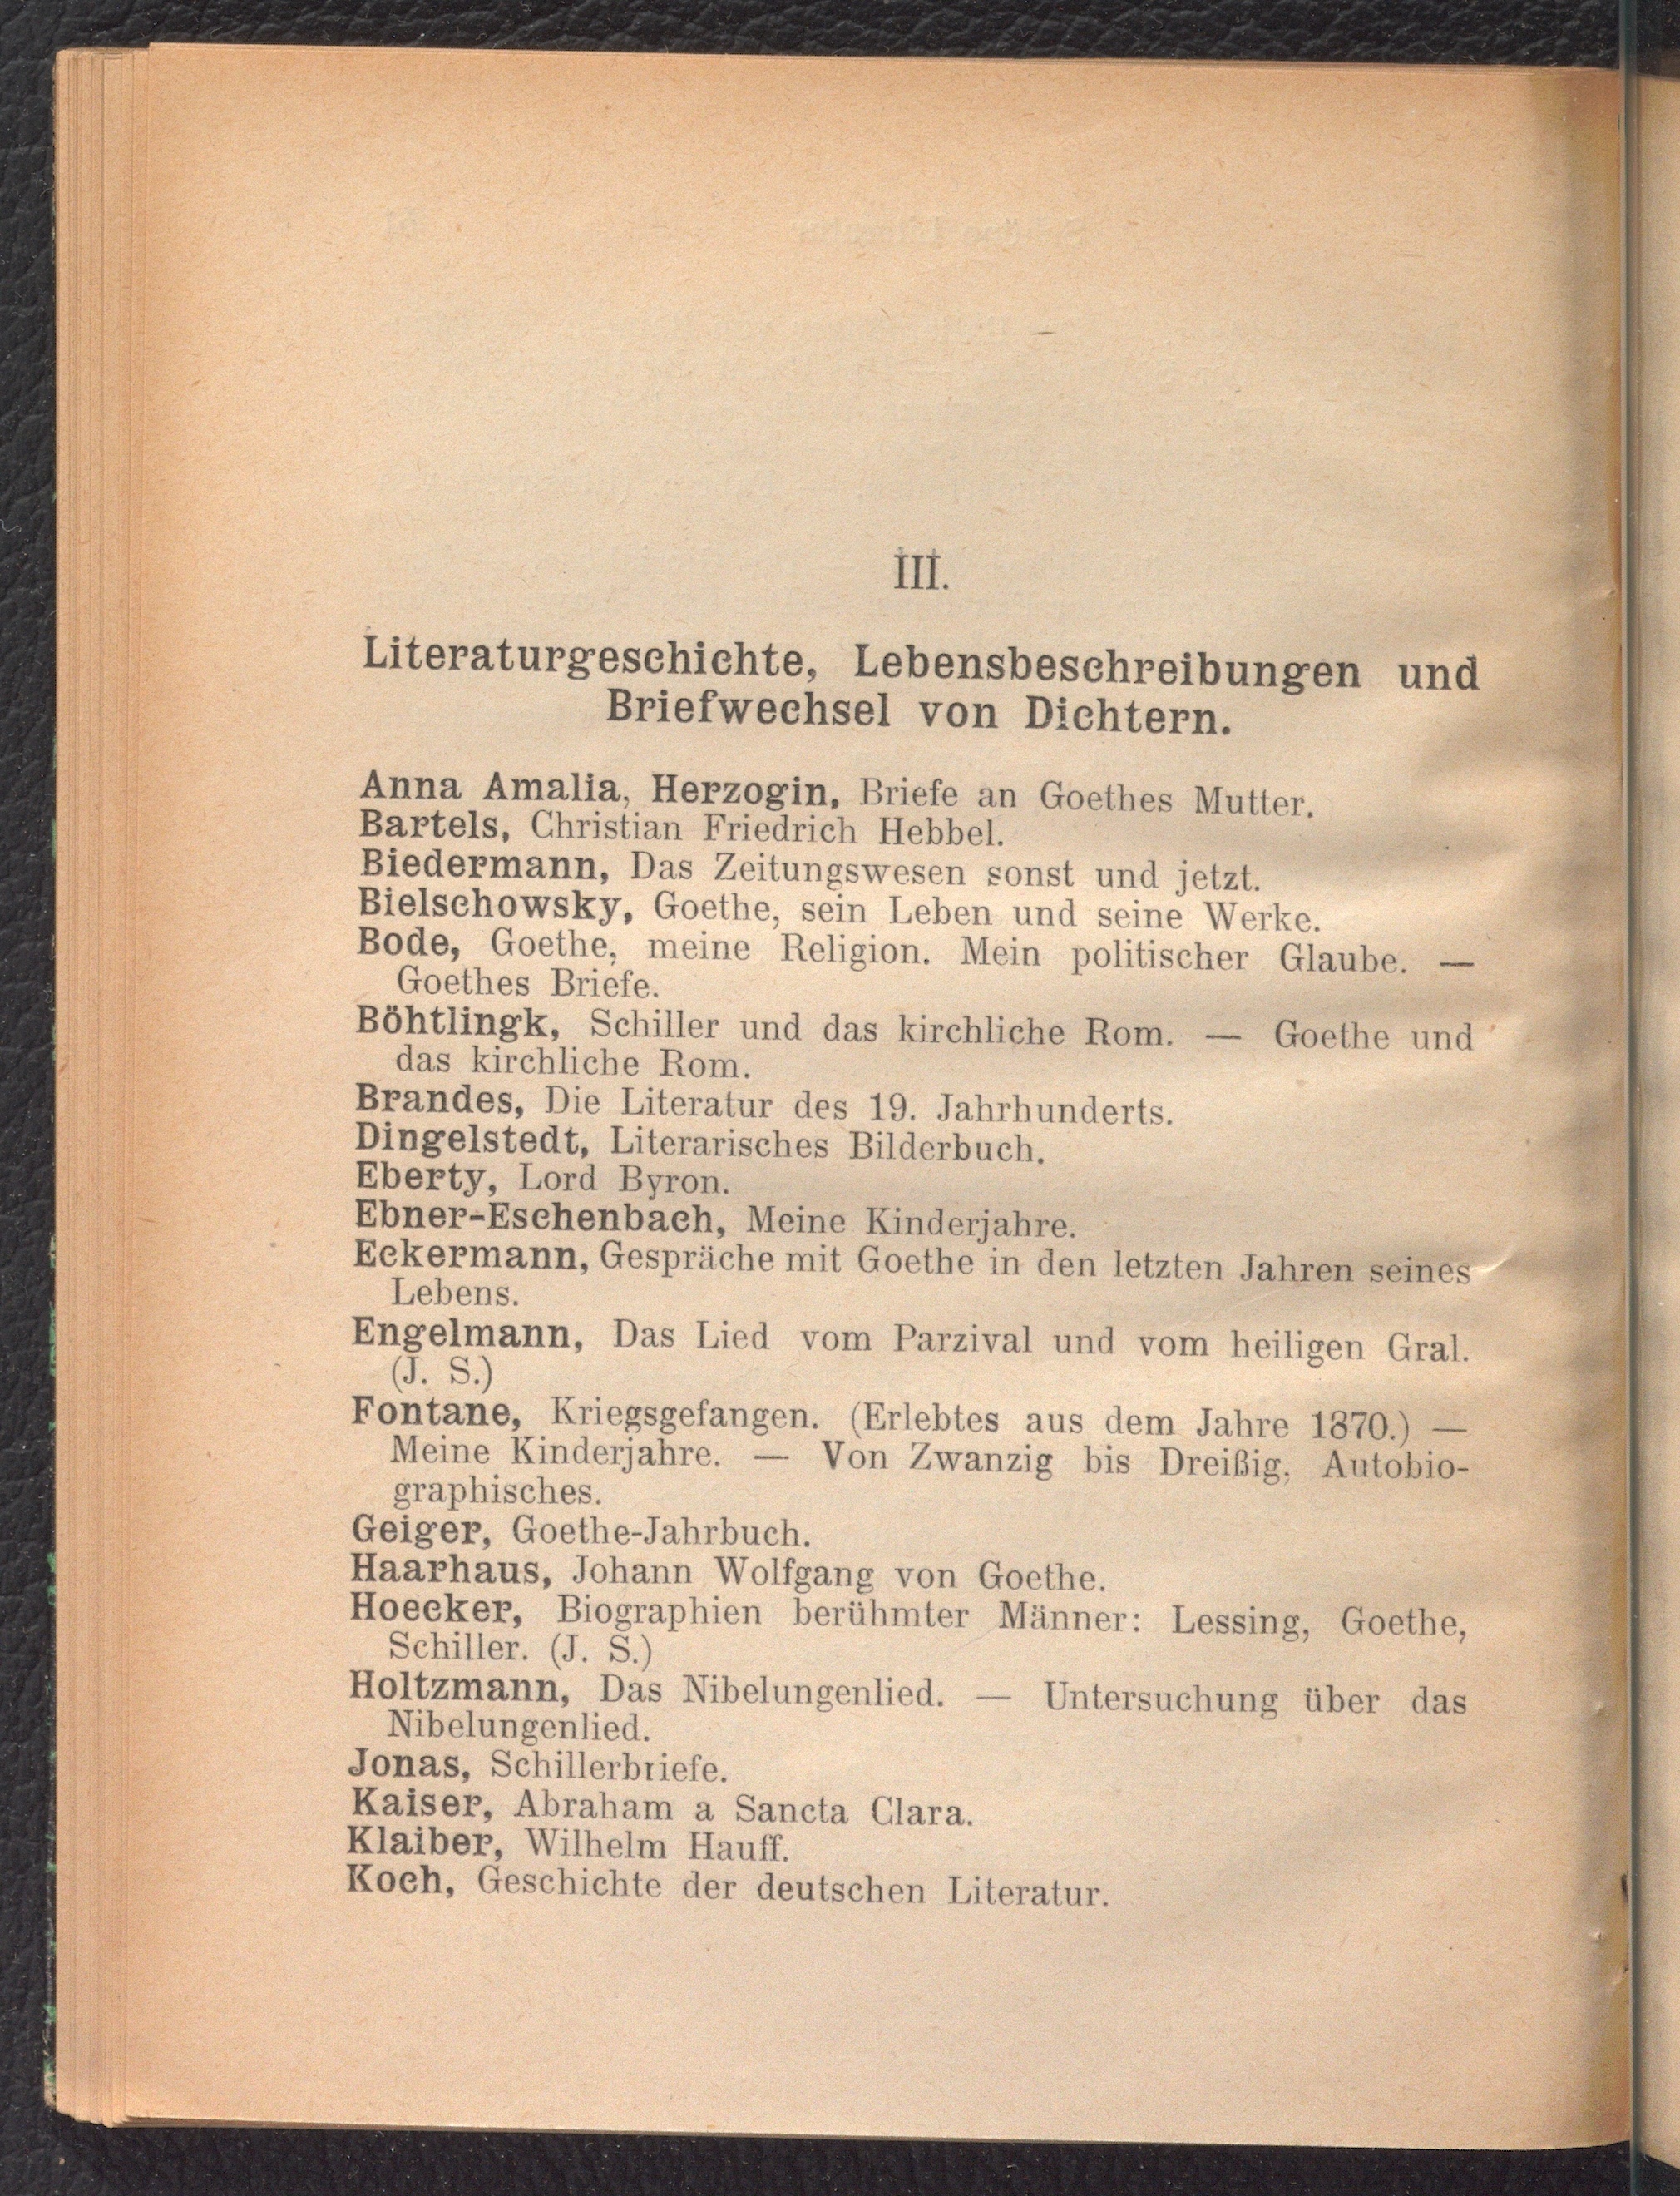 III.
Literaturgeschichte, Lebensbeschreibungen und
Briefwechsel von Dichtern.
Anna Amalia, Herzogin, Briefe an Goethes Mutter.
Bartels, Christian Friedrich Hebbel.
Biedermann, Das Zeitungswesen sonst und jetzt.
Bielschowsky, Goethe, sein Leben und seine Werke.
Bode, Goethe, meine Religion. Mein politischer Glaube. —
Goethes Briefe.
Böhtlingk, Schiller und das kirchliche Rom. — Goethe und
das kirchliche Rom.
Brandes, Die Literatur des 19. Jahrhunderts.
Dingelstedt, Literarisches Bilderbuch.
Eberty, Lord Byron.
Ebner-Eschenbach, Meine Kinderjahre.
Eckermann, Gespräche mit Goethe in den letzten Jahren seines
Lebens.
Engelmann, Das Lied vom Parzival und vom heiligen Gral.
(J. S.)
Fontane, Kriegsgefangen. (Erlebtes aus dem Jahre 1870.) —
Meine Kinderjahre. — Von Zwanzig bis Dreißig, Autobio-
graphisches.
Geiger, Goethe-Jahrbuch.
Haarhaus, Johann Wolfgang von Goethe.
Hoecker, Biographien berühmter Männer: Lessing, Goethe,
Schiller. (J. S.)
Holtzmann, Das Nibelungenlied. — Untersuchung über das
Nibelungenlied.
Jonas, Schillerbriefe.
Kaiser, Abraham a Sancta Clara.
Klaiber, Wilhelm Hauff.
Koch, Geschichte der deutschen Literatur.